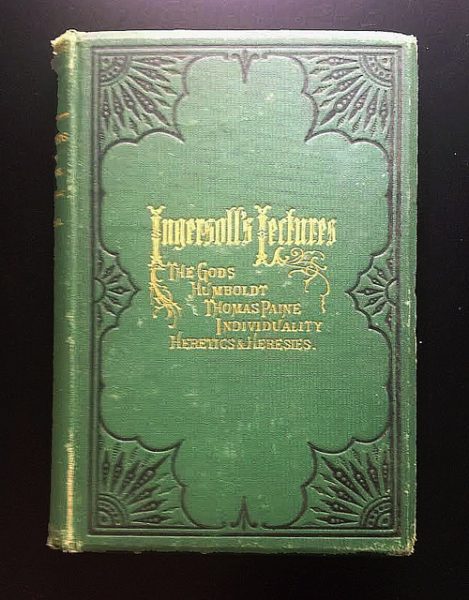 Ingersoll's Lectures
The Gods
Humboldt
Thomas Paine
Individuality
Heretics & Heresies.